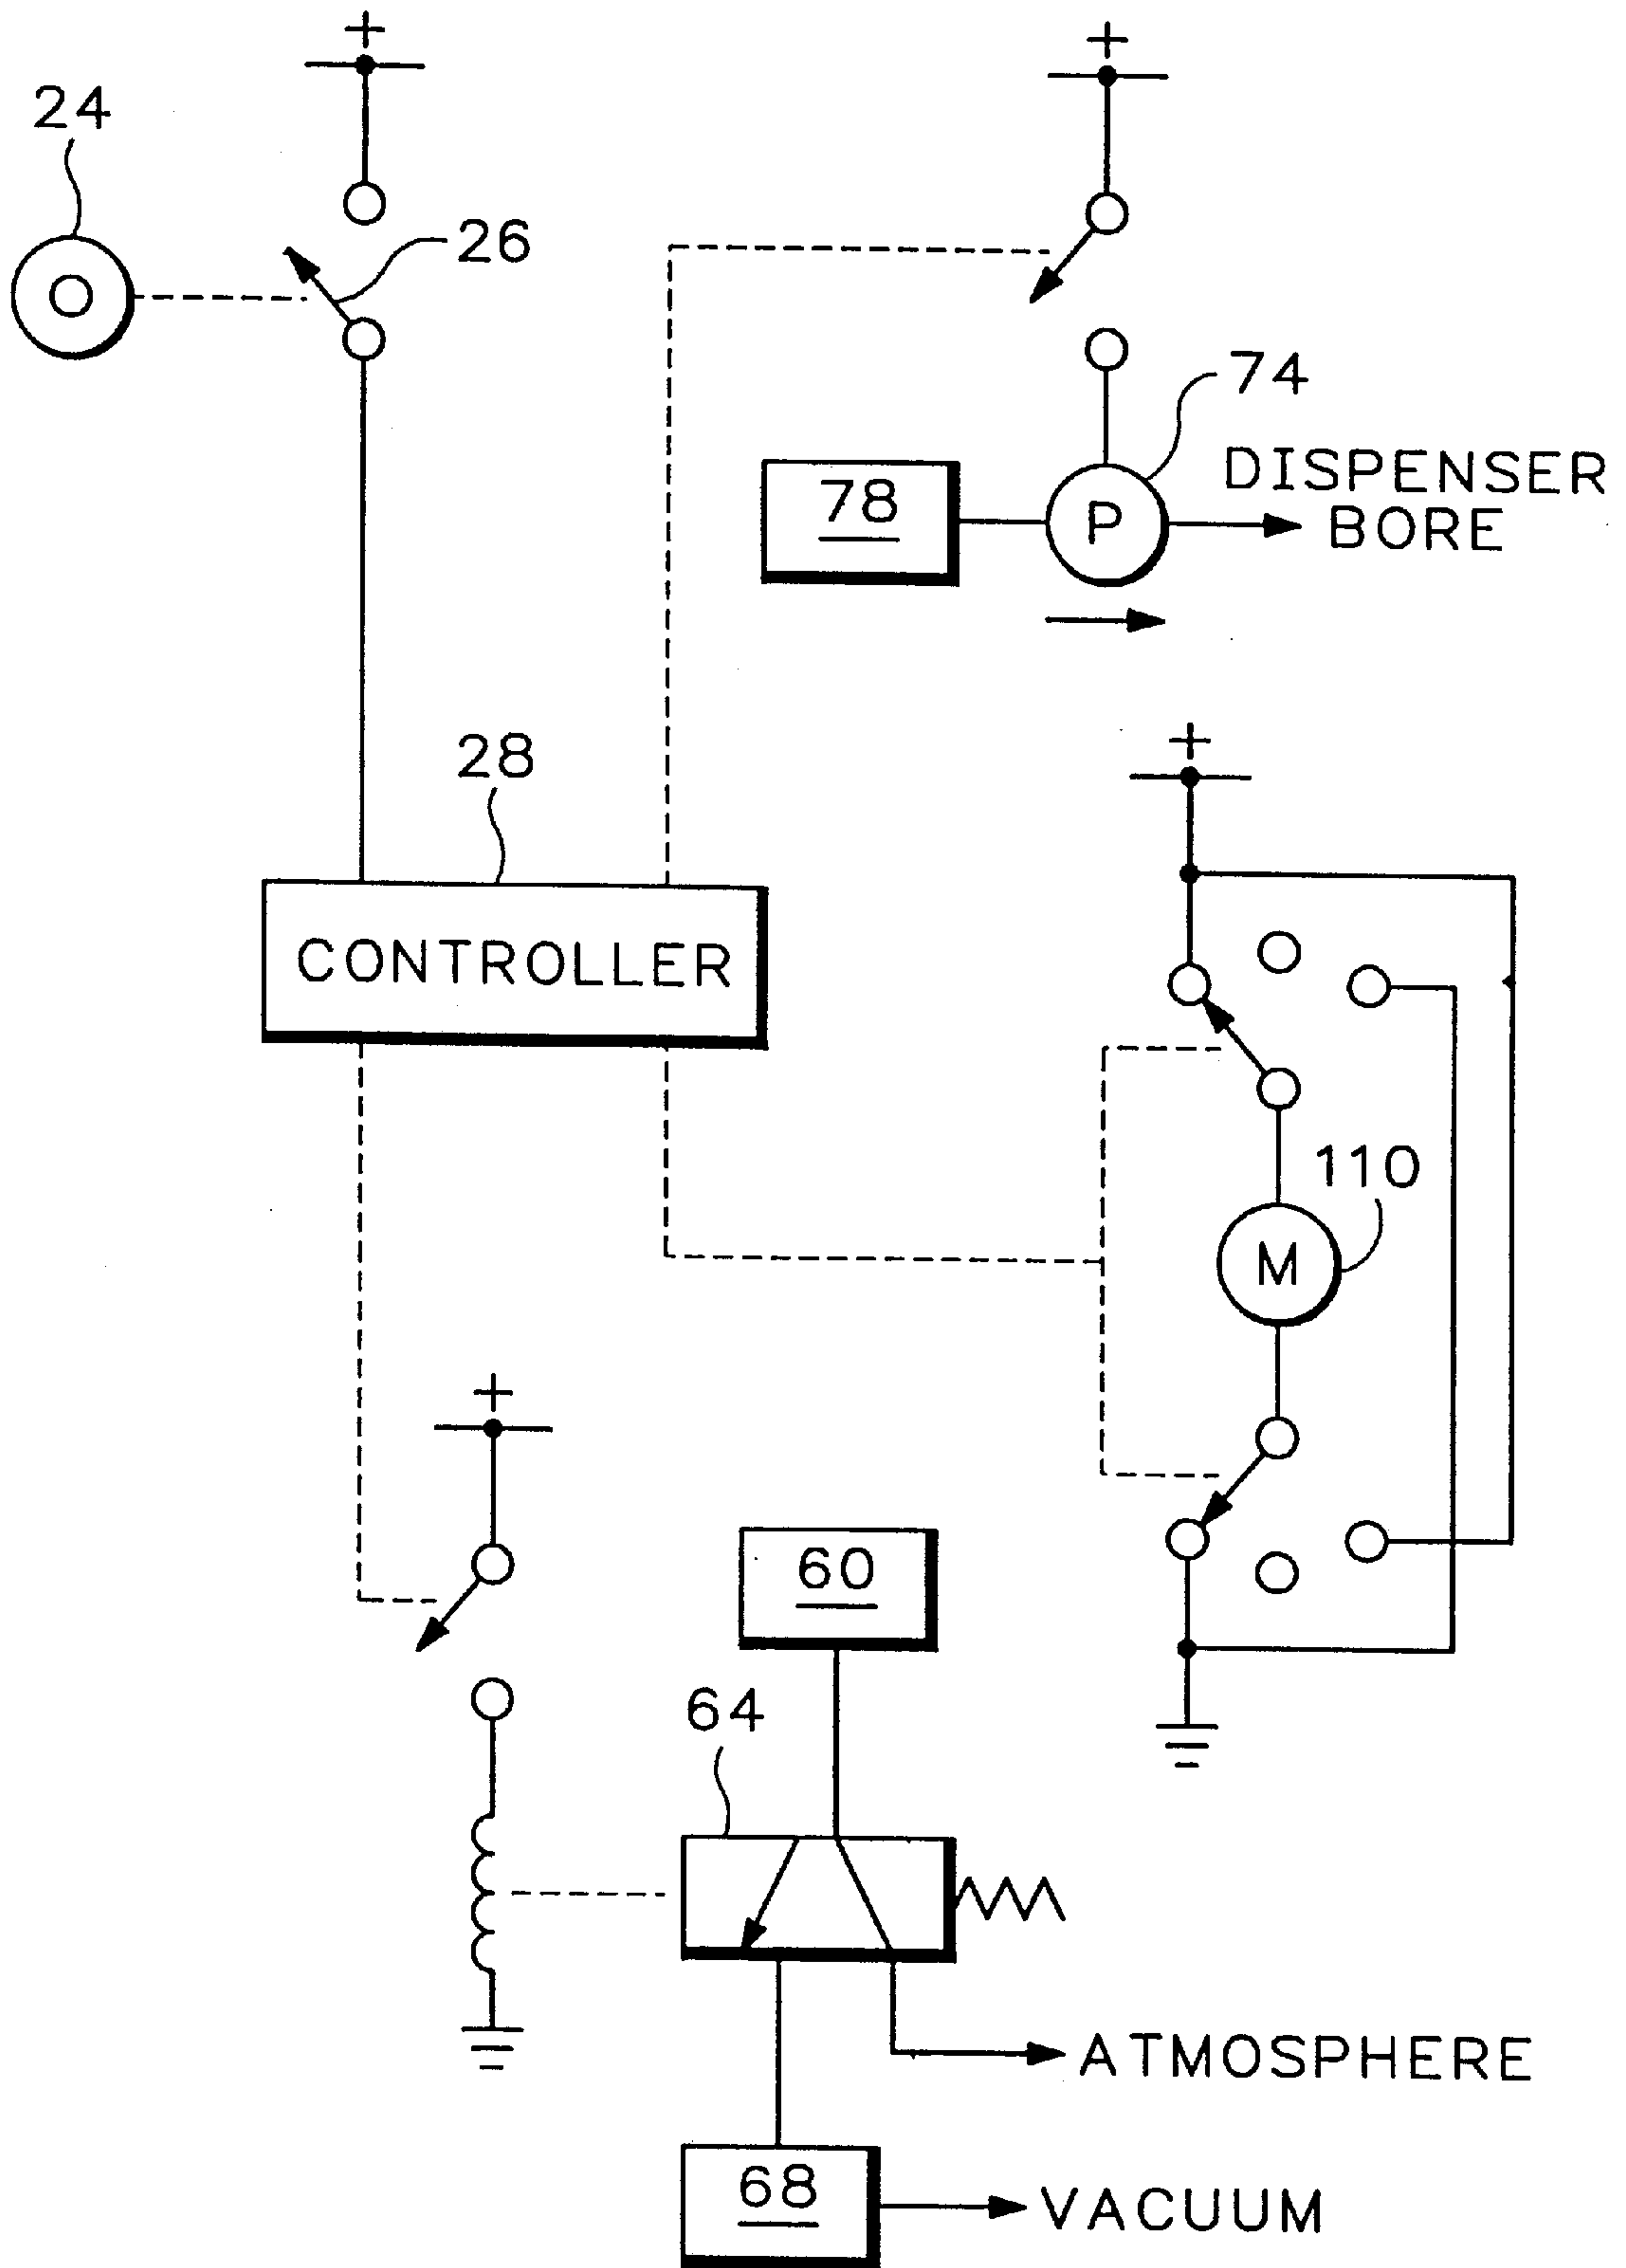 +
+
24
26
74
DISPENSER
BORE
78
P
28
+
CONTROLLER
110
M
+
60
64
ATMOSPHERE
68
VACUUM